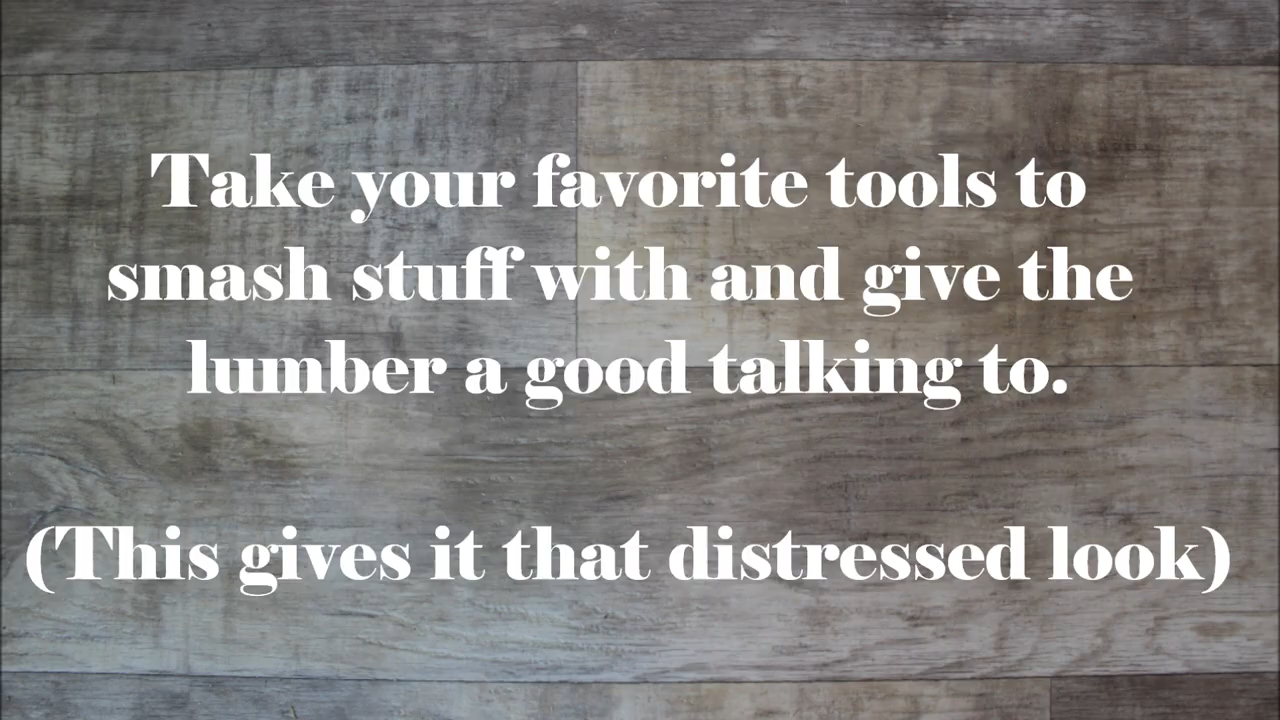 Take your favorite tools to
smash stuff with and give the
lumber a good talking to.
(This gives it that distressed look)